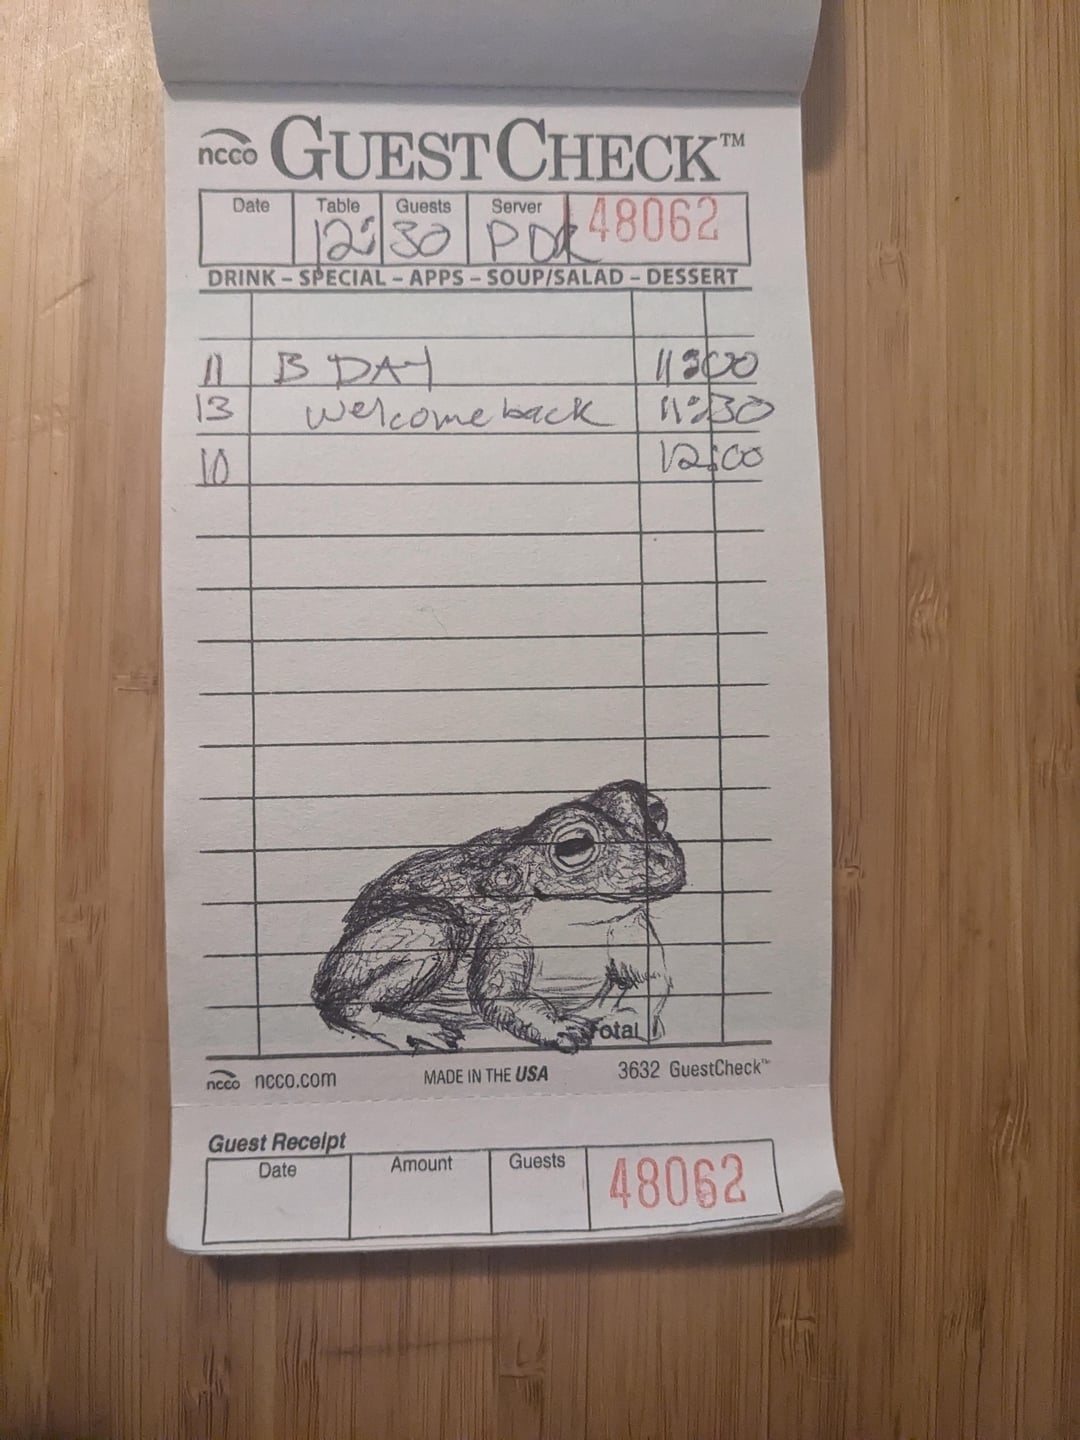 ncco GUESTCHECK™
Date Table Guests Server 48062
12: 30 PDR
DRINK – SPECIAL – APPS – SOUP/SALAD – DESSERT
11 B DAY 11:00
13 welcome back 11:30
10 12:00
Total
ncco ncco.com MADE IN THE USA 3632 GuestCheck™
Guest Receipt
Date Amount Guests 48062